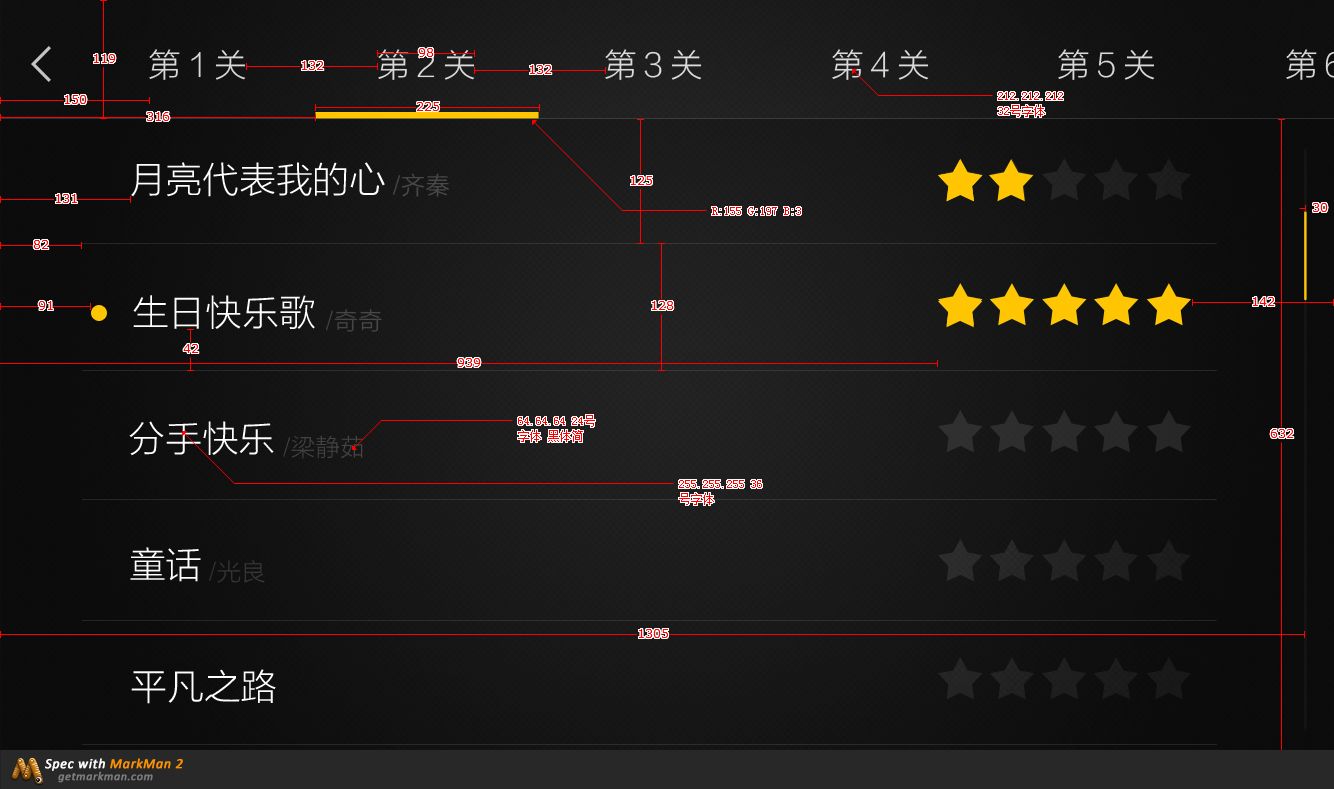 119
第1关
132
第2关
98
132
第3关
第4关
第5关
第6
150
316
225
212.212.212
32号字体
月亮代表我的心 /齐秦
131
125
R:155 G:197 B:3
30
82
91
生日快乐歌 /奇奇
128
142
42
939
分手快乐 /梁静茹
64.64.64 24号
字体 黑体简
632
255.255.255 36
号字体
童话 /光良
1305
平凡之路
Spec with MarkMan 2
getmarkman.com